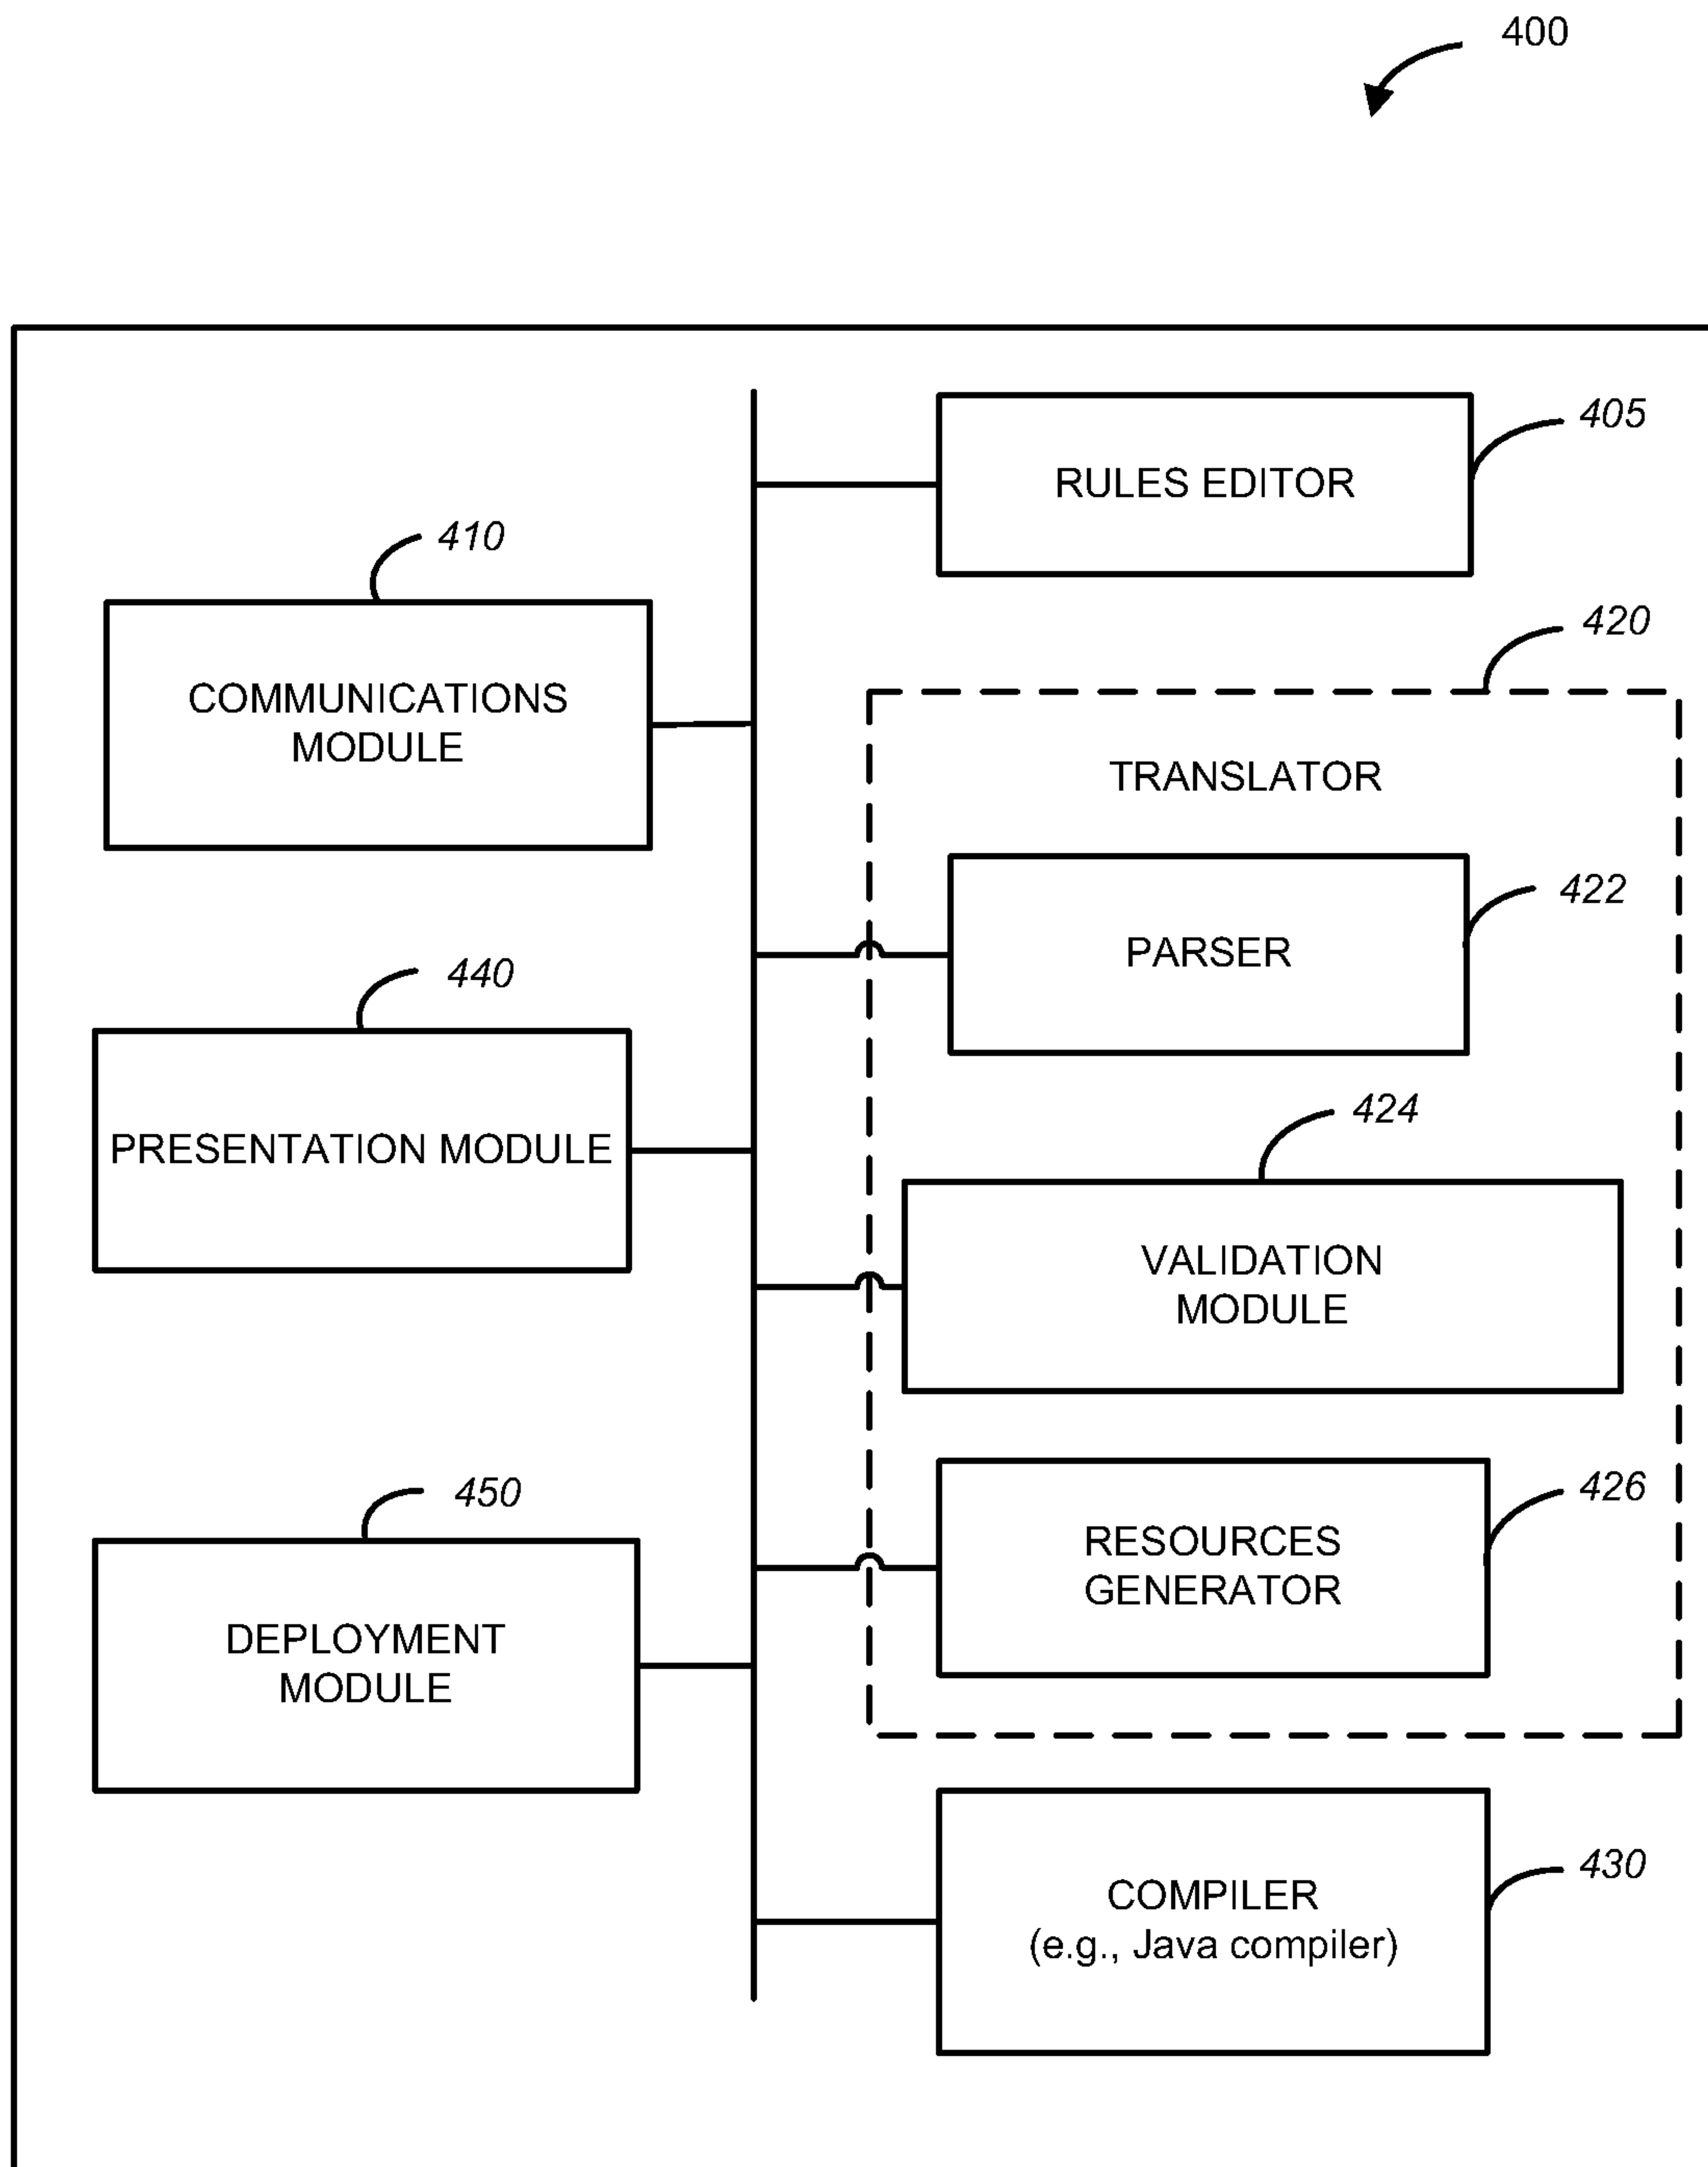 400
405
RULES EDITOR
410
COMMUNICATIONS
MODULE
420
TRANSLATOR
422
PARSER
440
PRESENTATION MODULE
424
VALIDATION
MODULE
450
DEPLOYMENT
MODULE
426
RESOURCES
GENERATOR
430
COMPILER
(e.g., Java compiler)